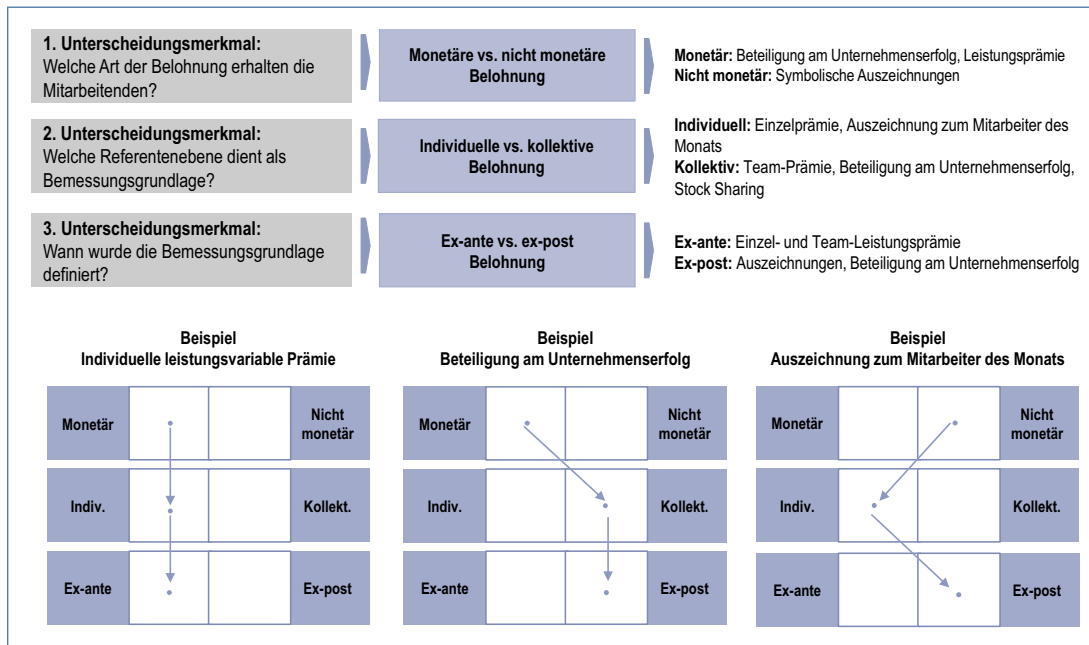 1. Unterscheidungsmerkmal:
Welche Art der Belohnung erhalten die
Mitarbeitenden?
Monetäre vs. nicht monetäre
Belohnung
Monetär: Beteiligung am Unternehmenserfolg, Leistungsprämie
Nicht monetär: Symbolische Auszeichnungen
2. Unterscheidungsmerkmal:
Welche Referentenebene dient als
Bemessungsgrundlage?
Individuelle vs. kollektive
Belohnung
Individuell: Einzelprämie, Auszeichnung zum Mitarbeiter des
Monats
Kollektiv: Team-Prämie, Beteiligung am Unternehmenserfolg,
Stock Sharing
3. Unterscheidungsmerkmal:
Wann wurde die Bemessungsgrundlage
definiert?
Ex-ante vs. ex-post
Belohnung
Ex-ante: Einzel- und Team-Leistungsprämie
Ex-post: Auszeichnungen, Beteiligung am Unternehmenserfolg
Beispiel
Individuelle leistungsvariable Prämie
Monetär
Nicht
monetär
Indiv.
Kollekt.
Ex-ante
Ex-post
Beispiel
Beteiligung am Unternehmenserfolg
Monetär
Nicht
monetär
Indiv.
Kollekt.
Ex-ante
Ex-post
Beispiel
Auszeichnung zum Mitarbeiter des Monats
Monetär
Nicht
monetär
Indiv.
Kollekt.
Ex-ante
Ex-post